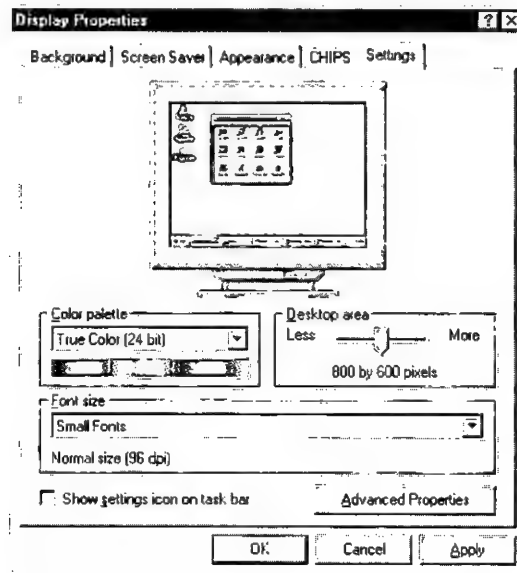 Display Properties
Background Screen Saver Appearance CHIPS Settings
Color palette
True Color (24 bit)
Desktop area
Less More
800 by 600 pixels
Font size
Small Fonts
Normal size (96 dpi)
Show settings icon on task bar
Advanced Properties
OK Cancel Apply